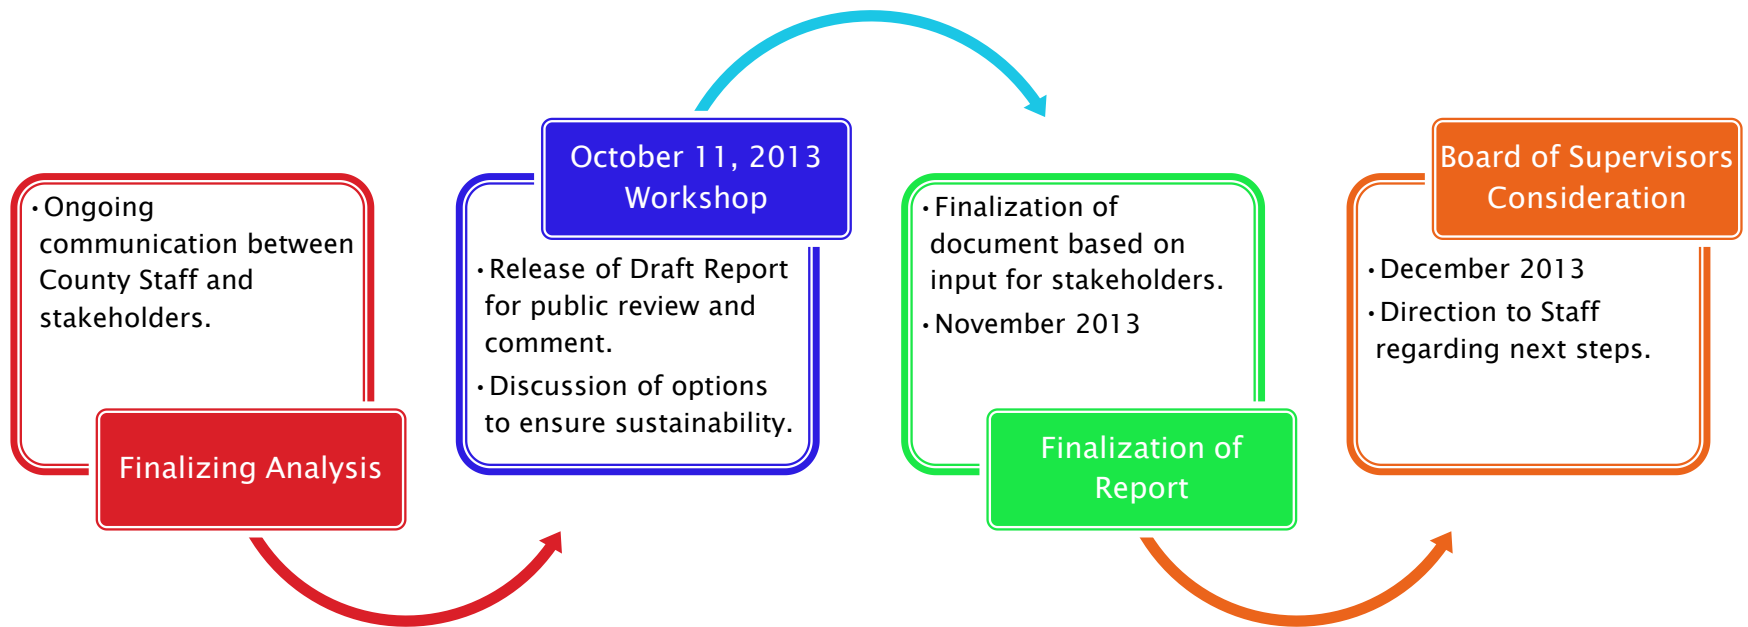 · Ongoing
communication between
County Staff and
stakeholders.
Finalizing Analysis
October 11, 2013
Workshop
· Release of Draft Report
for public review and
comment.
· Discussion of options
to ensure sustainability.
· Finalization of
document based on
input for stakeholders.
· November 2013
Finalization of
Report
Board of Supervisors
Consideration
· December 2013
· Direction to Staff
regarding next steps.